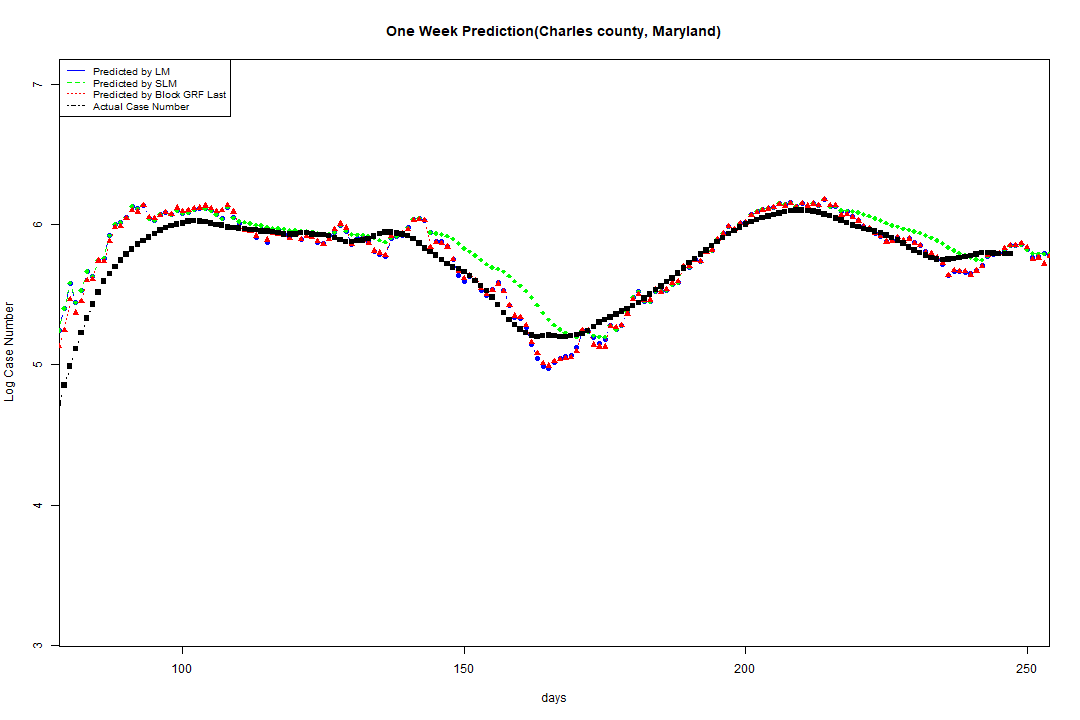 One Week Prediction(Charles county, Maryland)
Predicted by LM
Predicted by SLM
Predicted by Block GRF Last
Actual Case Number
7
6
5
4
3
Log Case Number
100 150 200 250
days